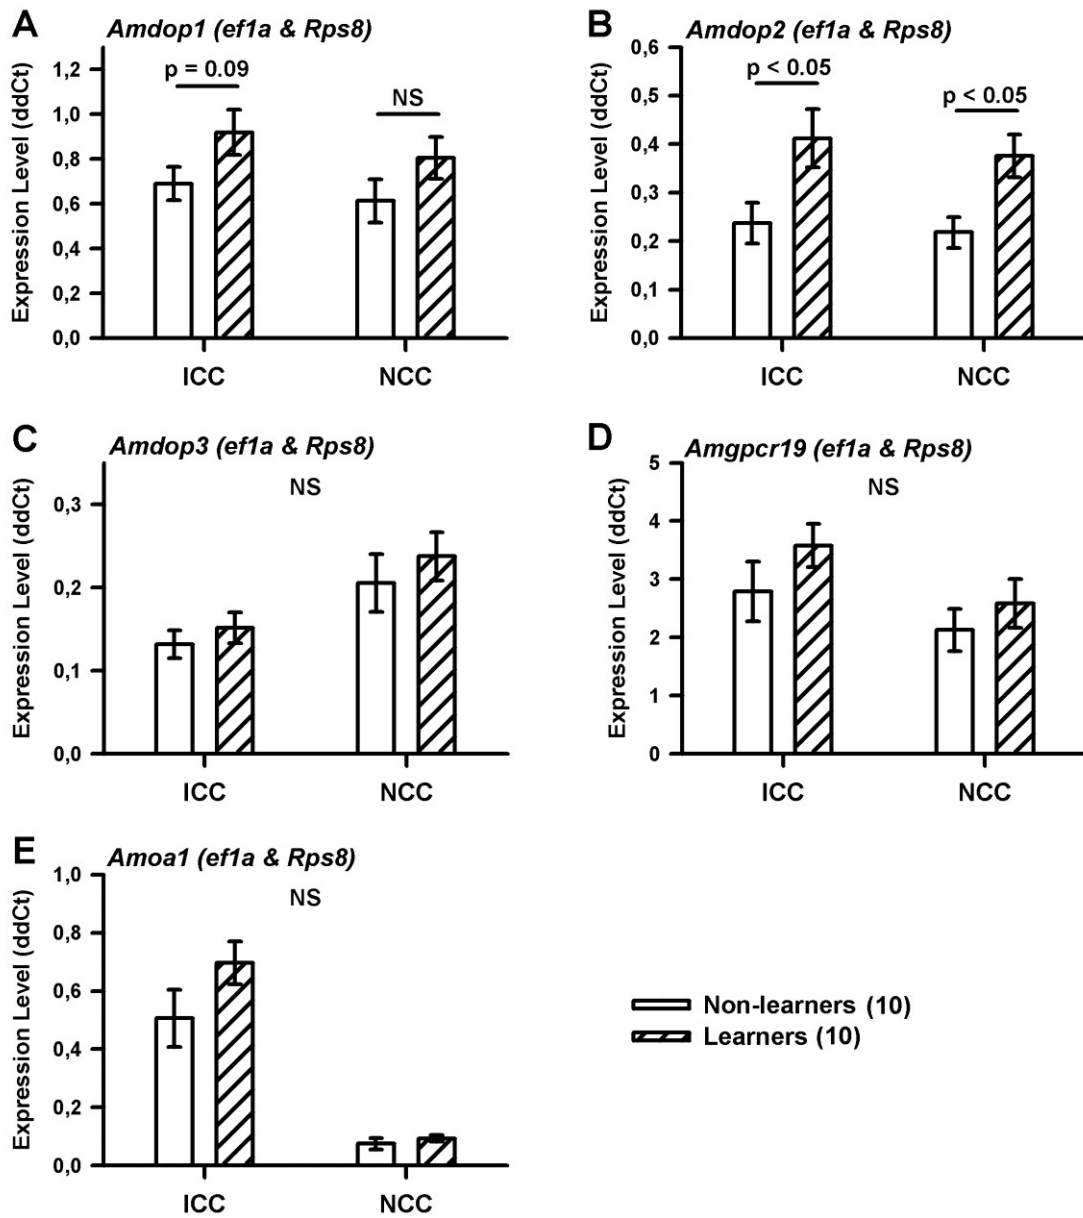 A
Amdop1 (ef1a & Rps8)
Expression Level (ddCt)
1,2
1,0
0,8
0,6
0,4
0,2
0,0
p = 0.09
NS
ICC
NCC
B
Amdop2 (ef1a & Rps8)
Expression Level (ddCt)
0,6
0,5
0,4
0,3
0,2
0,1
0,0
p < 0.05
p < 0.05
ICC
NCC
C
Amdop3 (ef1a & Rps8)
Expression Level (ddCt)
0,3
0,2
0,1
0,0
NS
ICC
NCC
D
Amgpcr19 (ef1a & Rps8)
Expression Level (ddCt)
5
4
3
2
1
0
NS
ICC
NCC
E
Amoa1 (ef1a & Rps8)
Expression Level (ddCt)
1,0
0,8
0,6
0,4
0,2
0,0
NS
ICC
NCC
Non-learners (10)
Learners (10)